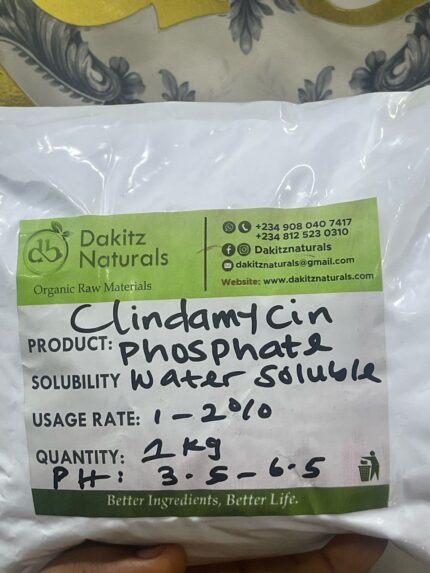 db
Dakitz
Naturals
Organic Raw Materials
+234 908 040 7417
+234 812 523 0310
Dakitznaturals
dakitznaturals@gmail.com
Website: www.dakitznaturals.com
Clindamycin
PRODUCT: phosphate
SOLUBILITY Water soluble
USAGE RATE: 1 - 2%
QUANTITY: 1 kg
PH: 3.5 - 6.5
Better Ingredients, Better Life.